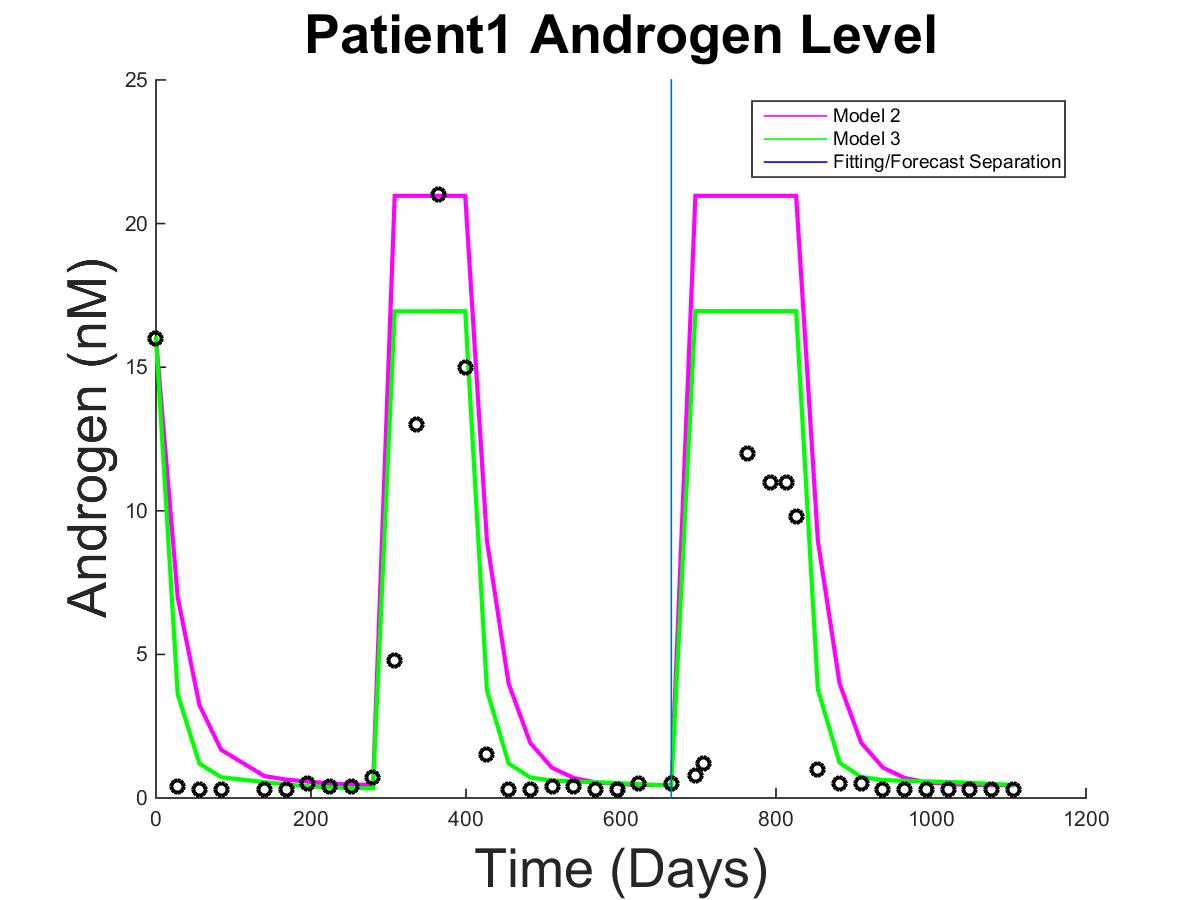 Patient1 Androgen Level
Model 2
Model 3
Fitting/Forecast Separation
Androgen (nM)
25
20
15
10
5
0
0 200 400 600 800 1000 1200
Time (Days)